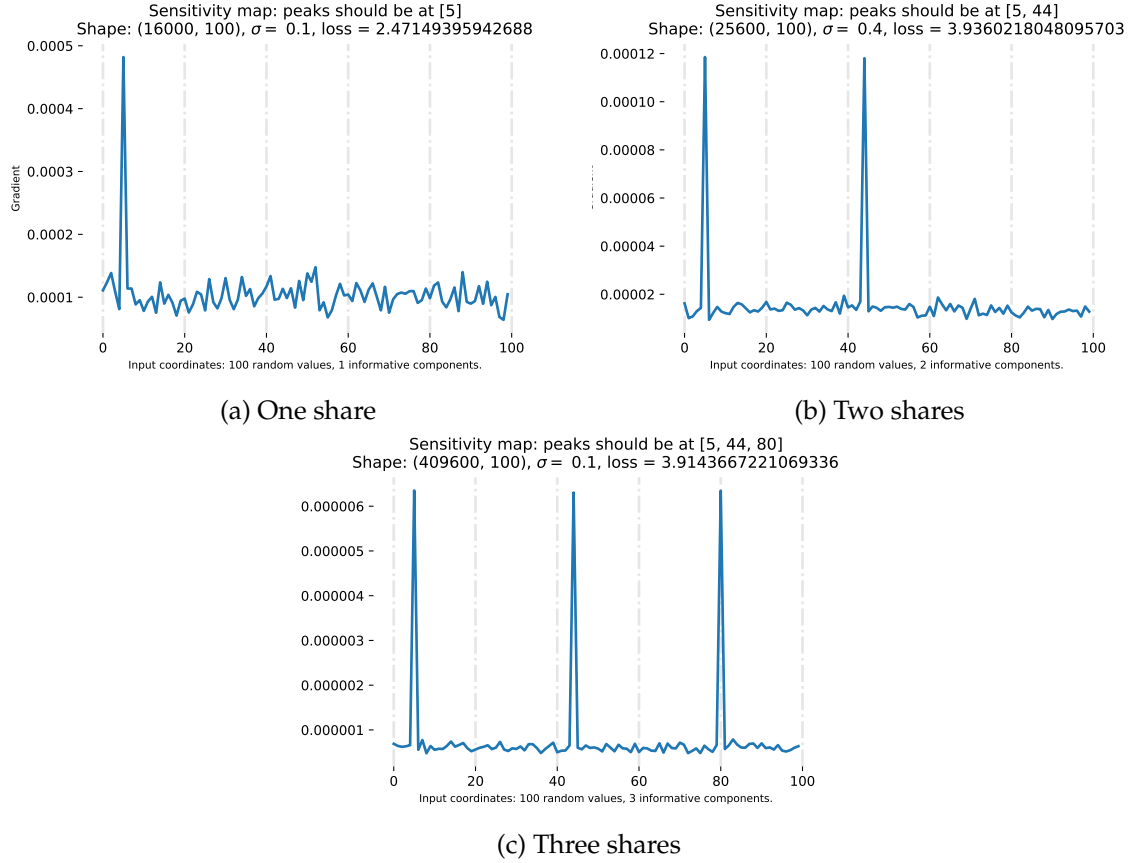 Sensitivity map: peaks should be at [5]
Shape: (16000, 100), σ = 0.1, loss = 2.47149395942688
0.0005
0.0004
0.0003
0.0002
0.0001
Gradient
0 20 40 60 80 100
Input coordinates: 100 random values, 1 informative components.
(a) One share
Sensitivity map: peaks should be at [5, 44]
Shape: (25600, 100), σ = 0.4, loss = 3.9360218048095703
0.00012
0.00010
0.00008
0.00006
0.00004
0.00002
0 20 40 60 80 100
Input coordinates: 100 random values, 2 informative components.
(b) Two shares
Sensitivity map: peaks should be at [5, 44, 80]
Shape: (409600, 100), σ = 0.1, loss = 3.9143667221069336
0.000006
0.000005
0.000004
0.000003
0.000002
0.000001
0 20 40 60 80 100
Input coordinates: 100 random values, 3 informative components.
(c) Three shares